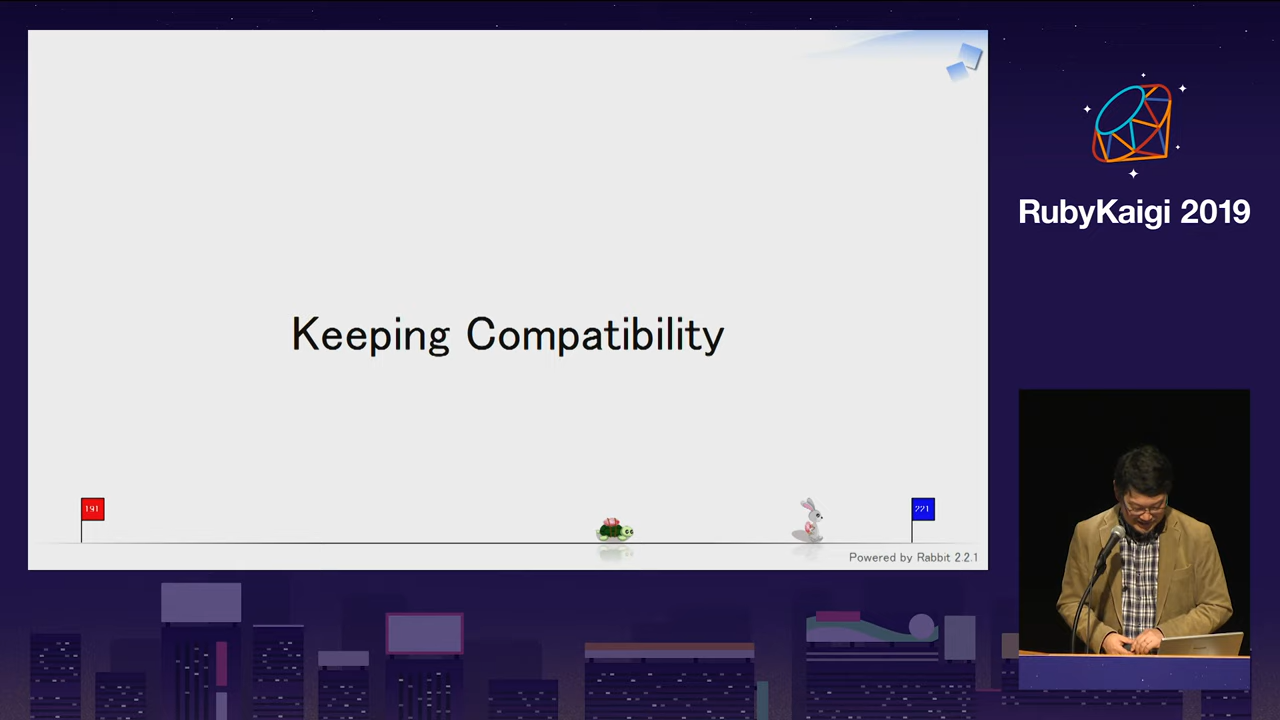 Keeping Compatibility
191
221
Powered by Rabbit 2.2.1
RubyKaigi 2019